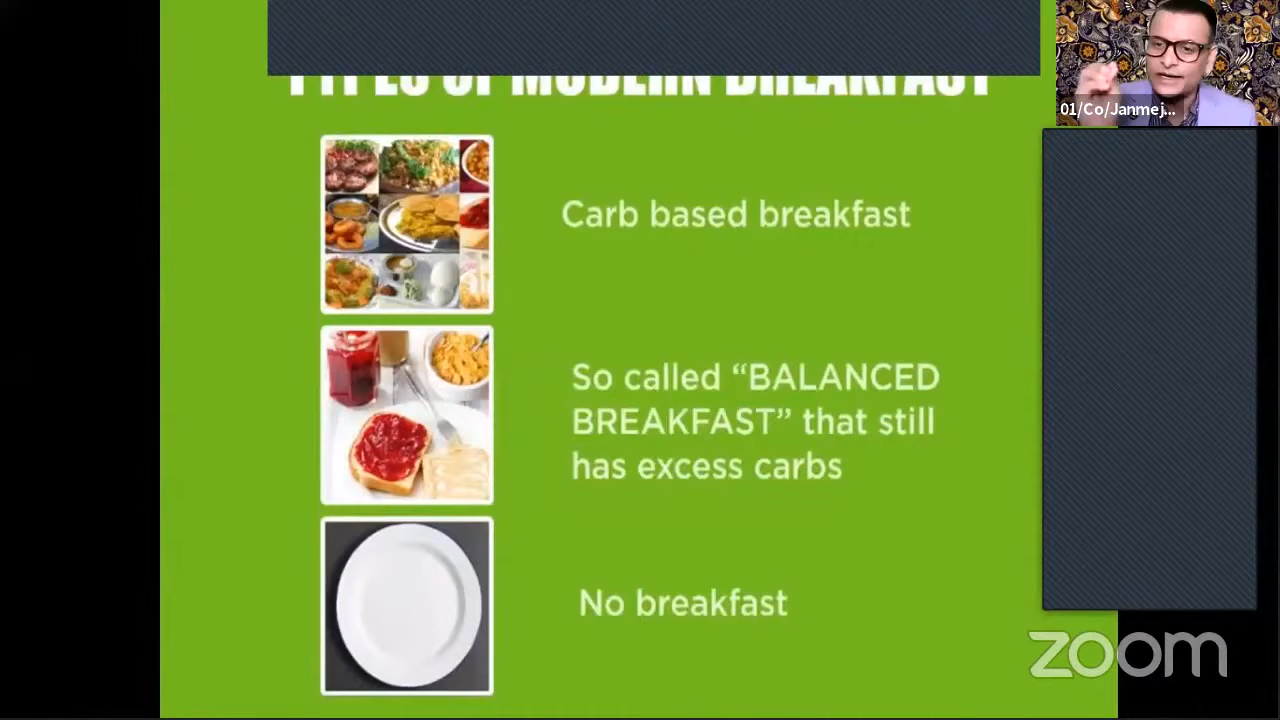 TYPES OF MODERN BREAKFAST
01/Co/Janmej...
Carb based breakfast
So called “BALANCED
BREAKFAST” that still
has excess carbs
No breakfast
zoom